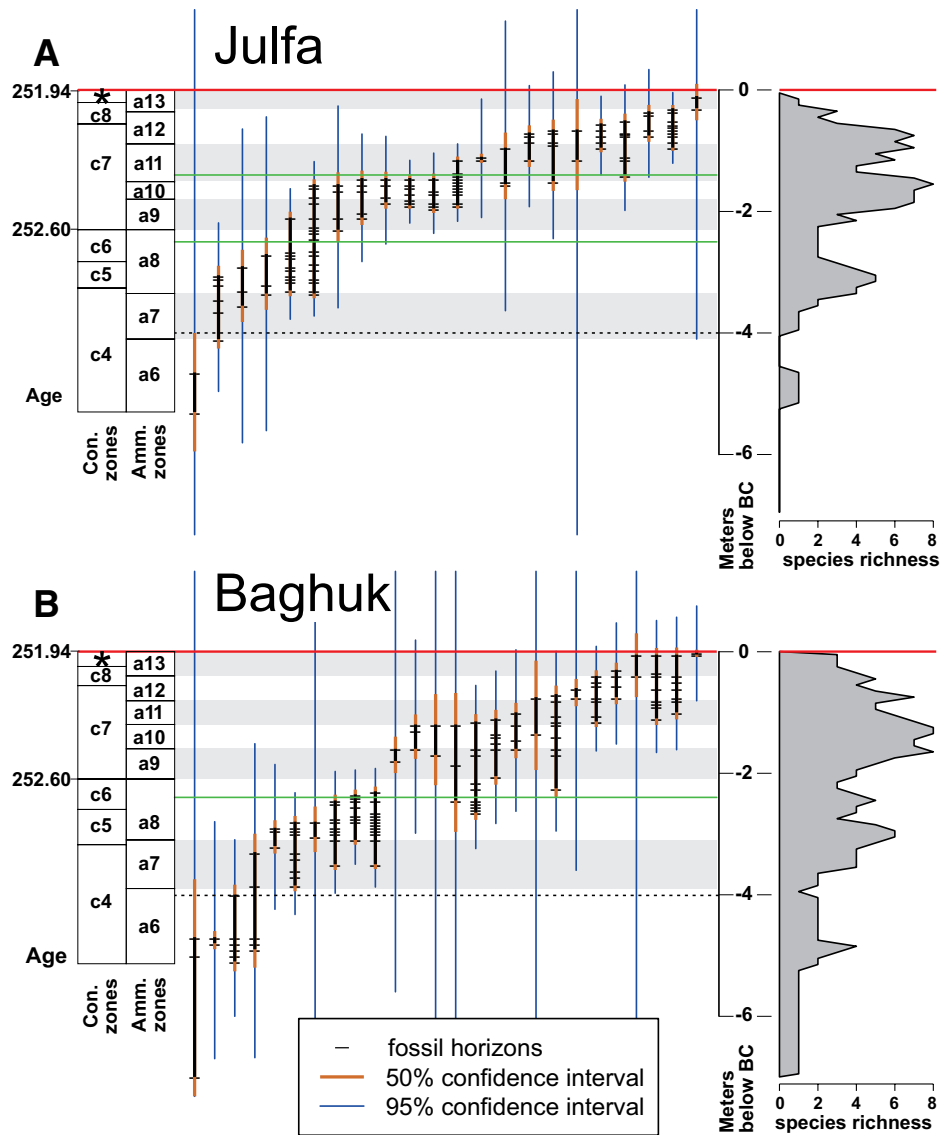 A Julfa
251.94
*
c8
c7
252.60
c6
c5
c4
Age
a13
a12
a11
a10
a9
a8
a7
a6
Con.
zones
Amm.
zones
0
-2
-4
-6
Meters
below BC
0 2 4 6 8
species richness
B Baghuk
251.94
*
c8
c7
252.60
c6
c5
c4
Age
a13
a12
a11
a10
a9
a8
a7
a6
Con.
zones
Amm.
zones
0
-2
-4
-6
Meters
below BC
0 2 4 6 8
species richness
fossil horizons
50% confidence interval
95% confidence interval